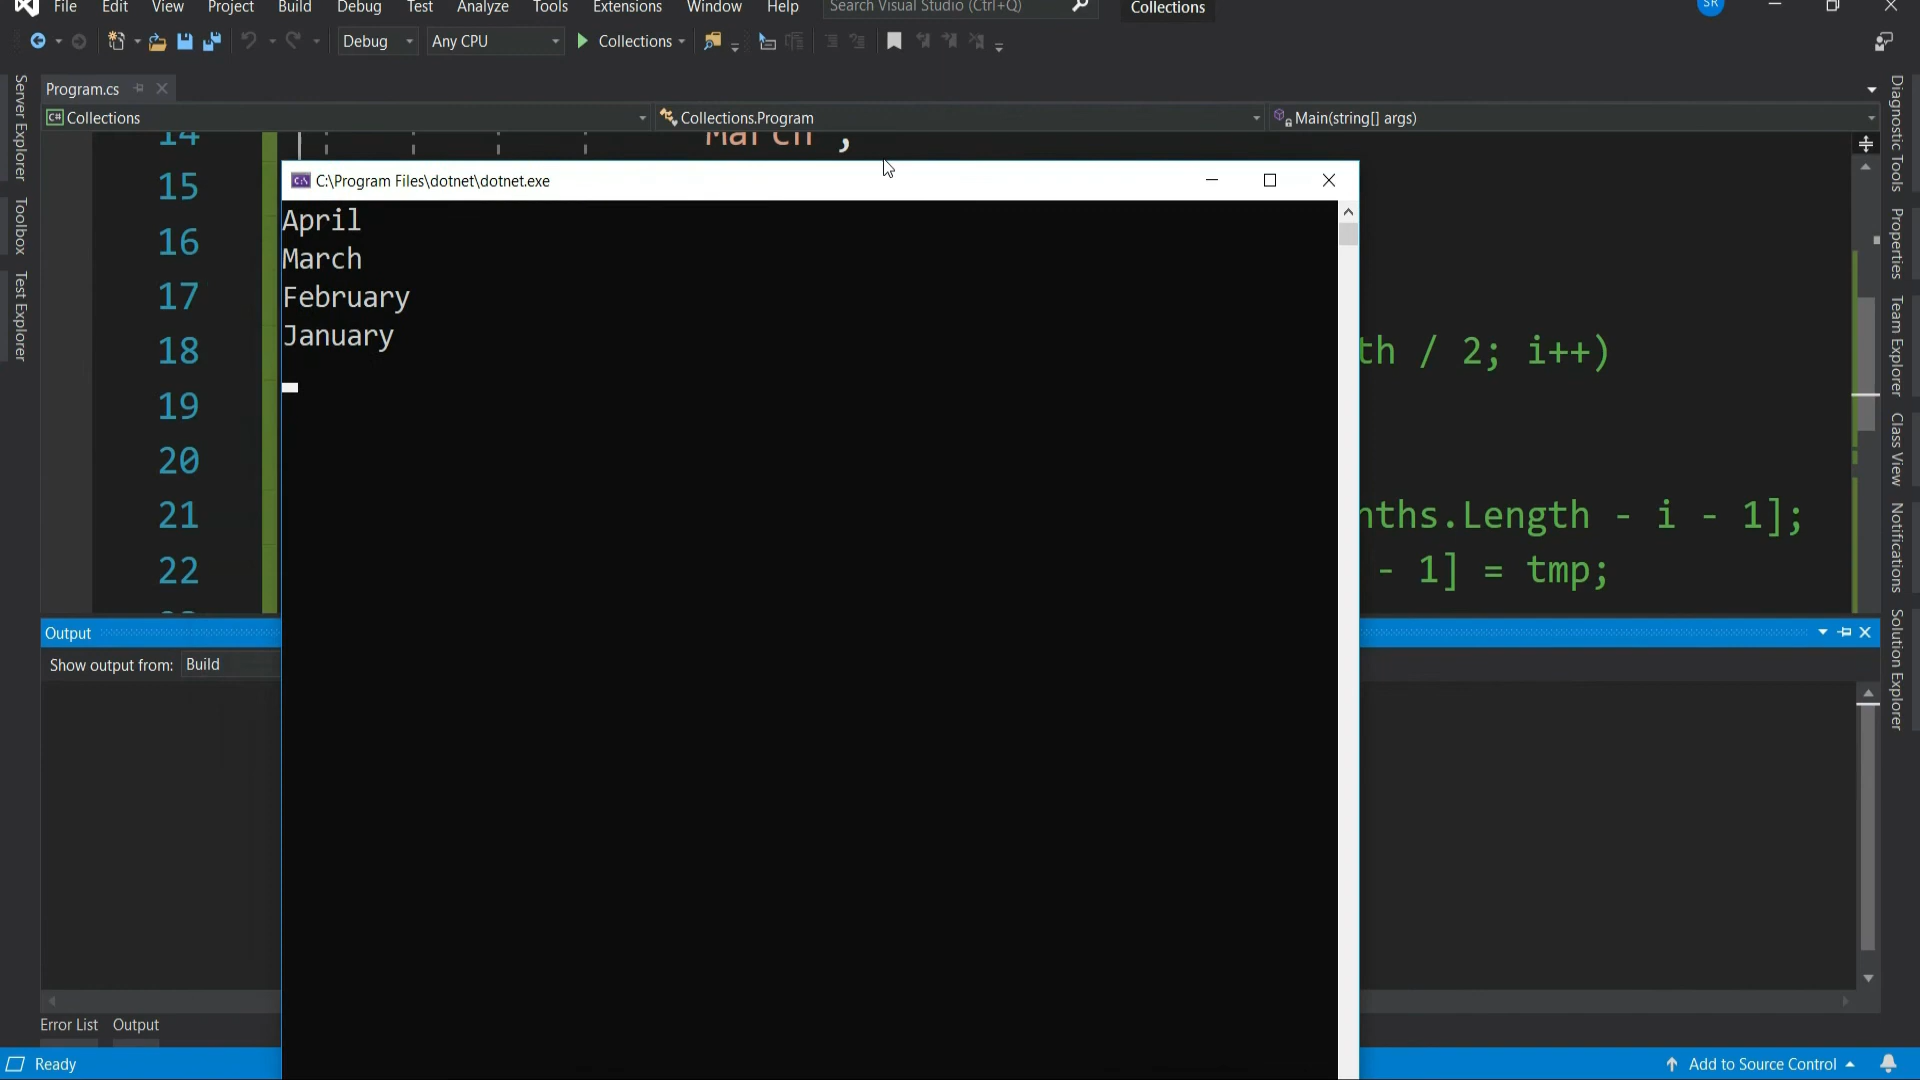 File Edit View Project Build Debug Test Analyze Tools Extensions Window Help Search Visual Studio (Ctrl+Q) Collections SR
Debug Any CPU Collections
Program.cs
Collections Collections.Program Main(string[] args)
14 "March",
15
16
17
18 th / 2; i++)
19
20
21 nths.Length - i - 1];
22 - 1] = tmp;
C:\Program Files\dotnet\dotnet.exe
April
March
February
January
Output
Show output from: Build
Error List Output
Ready Add to Source Control
Server Explorer
Toolbox
Test Explorer
Diagnostic Tools
Properties
Team Explorer
Class View
Notifications
Solution Explorer